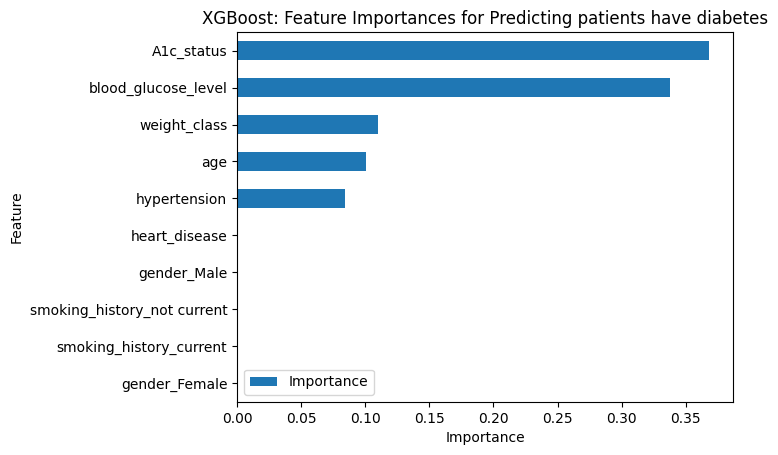 XGBoost: Feature Importances for Predicting patients have diabetes
A1c_status
blood_glucose_level
weight_class
age
hypertension
heart_disease
gender_Male
smoking_history_not current
smoking_history_current
gender_Female
Feature
Importance
0.00 0.05 0.10 0.15 0.20 0.25 0.30 0.35
Importance